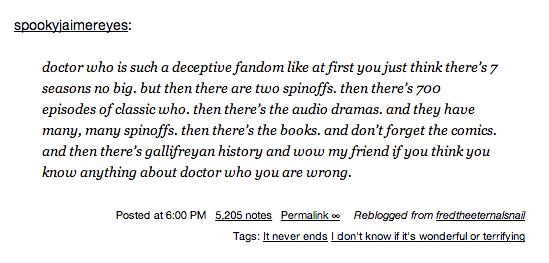 spookyjaimereyes:
doctor who is such a deceptive fandom like at first you just think there's 7
seasons no big. but then there are two spinoffs. then there's 700
episodes of classic who. then there's the audio dramas. and they have
many, many spinoffs. then there's the books. and don't forget the comics.
and then there's gallifreyan history and wow my friend if you think you
know anything about doctor who you are wrong.
Posted at 6:00 PM 5,205 notes Permalink ∞ Reblogged from fredtheeternalsnail
Tags: It never ends I don't know if it's wonderful or terrifying